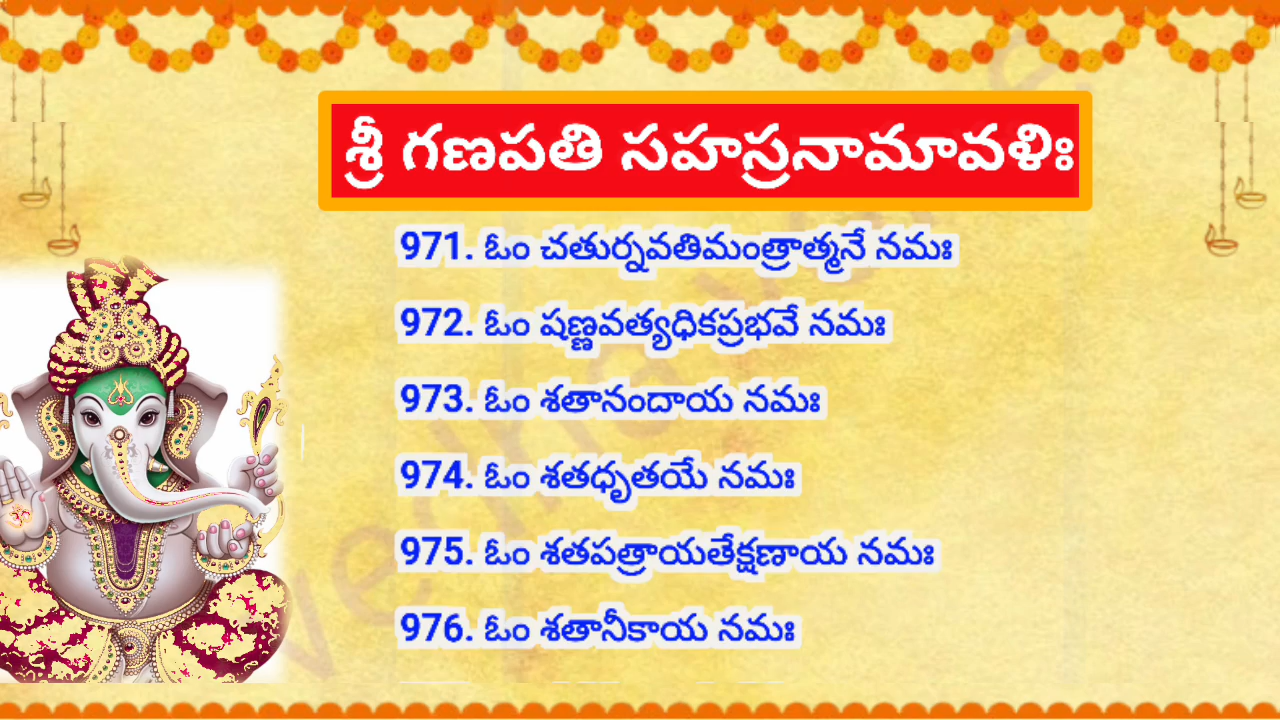 శ్రీ గణపతి సహస్రనామావళిః
971. ఓం చతుర్నవతిమంత్రాత్మనే నమః
972. ఓం షణ్ణవత్యధికప్రభవే నమః
973. ఓం శతానందాయ నమః
974. ఓం శతధృతయే నమః
975. ఓం శతపత్రాయతేక్షణాయ నమః
976. ఓం శతానీకాయ నమః